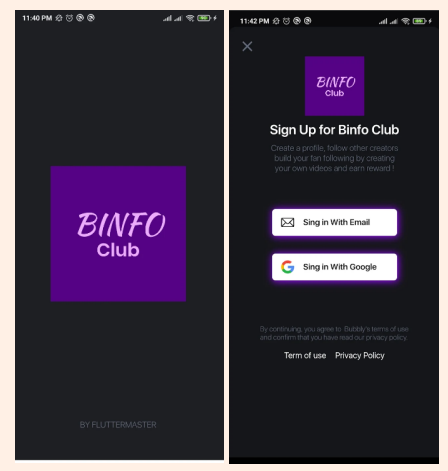 11:40 PM
BINFO
Club
BY FLUTTERMASTER
11:42 PM
BINFO
Club
Sign Up for Binfo Club
Create a profile, follow other creators
build your fan following by creating
your own videos and earn reward !
Sing in With Email
Sing in With Google
By continuing, you agree to Bubbly's terms of use
and confirm that you have read our privacy policy.
Term of use Privacy Policy